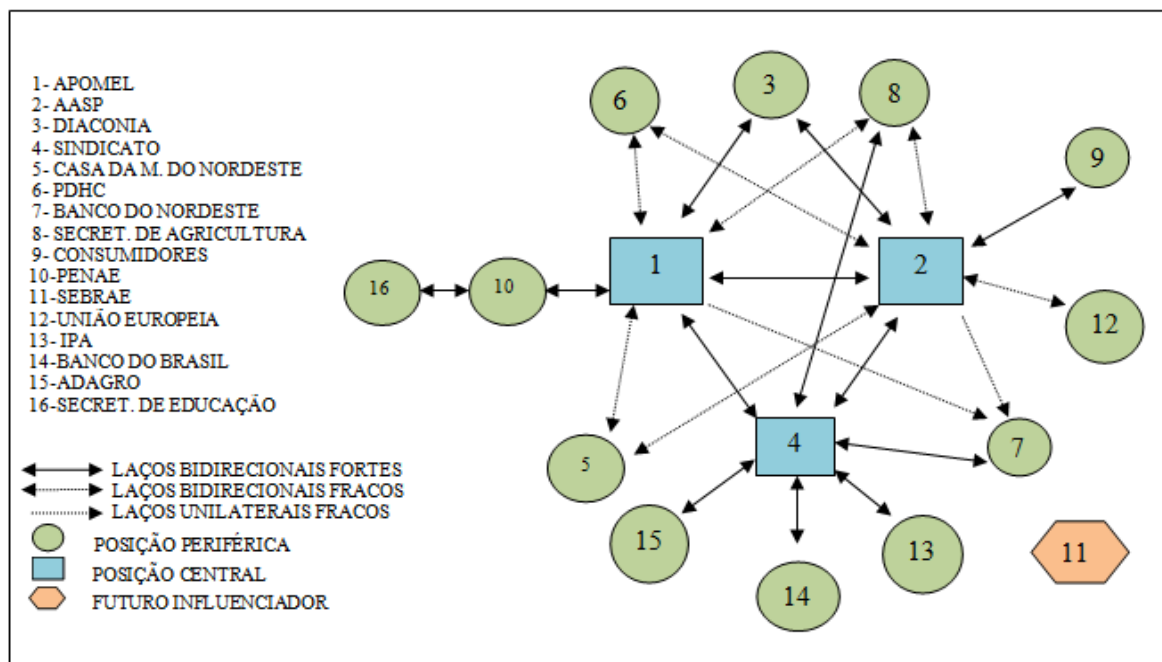 1- APOMEL
2- AASP
3- DIACONIA
4- SINDICATO
5- CASA DA M. DO NORDESTE
6- PDHC
7- BANCO DO NORDESTE
8- SECRET. DE AGRICULTURA
9- CONSUMIDORES
10-PENAE
11-SEBRAE
12-UNIÃO EUROPEIA
13- IPA
14-BANCO DO BRASIL
15-ADAGRO
16-SECRET. DE EDUCAÇÃO
LAÇOS BIDIRECIONAIS FORTES
LAÇOS BIDIRECIONAIS FRACOS
LAÇOS UNILATERAIS FRACOS
POSIÇÃO PERIFÉRICA
POSIÇÃO CENTRAL
FUTURO INFLUENCIADOR
6
3
8
9
1
2
16
10
12
4
7
5
15
13
11
14